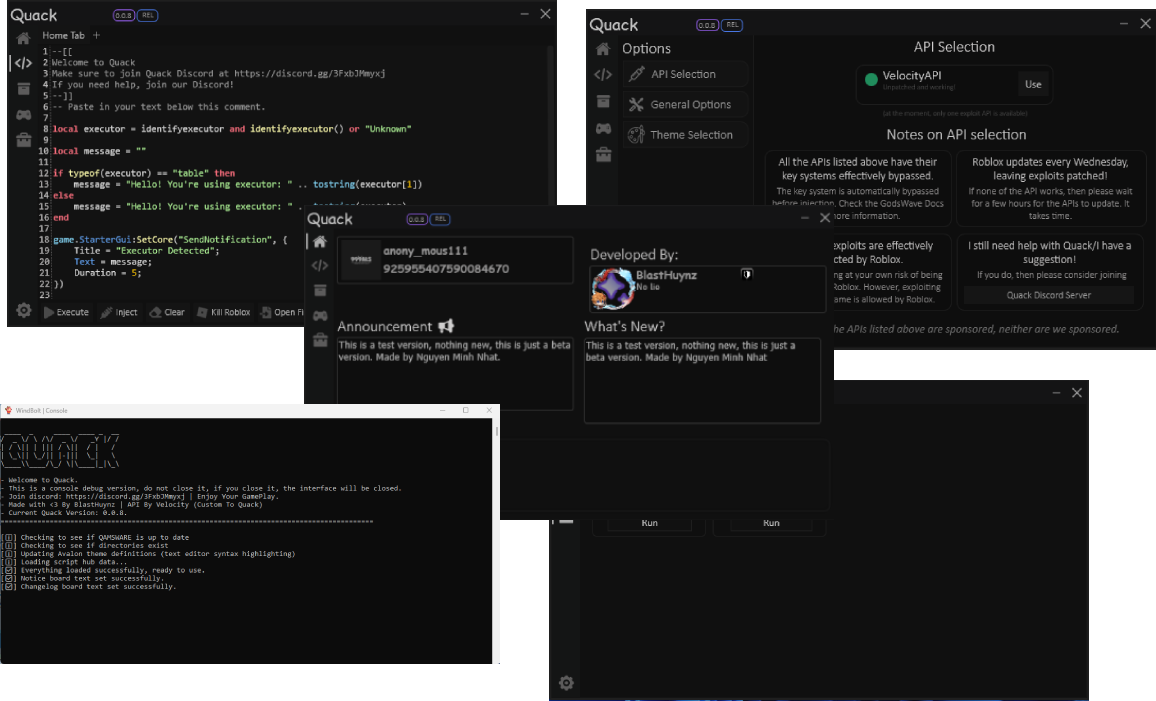 Quack
0.0.8
REL
Home Tab +
1 --[[
2 Welcome to Quack
3 Make sure to join Quack Discord at https://discord.gg/3FxbJMmyxj
4 If you need help, join our Discord!
5 --]]
6 -- Paste in your text below this comment.
7
8 local executor = identifyexecutor and identifyexecutor() or "Unknown"
9
10 local message = ""
11
12 if typeof(executor) == "table" then
13 message = "Hello! You're using executor: " .. tostring(executor[1])
14 else
15 message = "Hello! You're using executor: " .. tostring(executor)
16 end
17
18 game.StarterGui:SetCore("SendNotification", {
19 Title = "Executor Detected";
20 Text = message;
21 Duration = 5;
22 })
23
Execute
Inject
Clear
Kill Roblox
Open Fi
Quack
0.0.8
REL
Options
API Selection
General Options
Theme Selection
API Selection
VelocityAPI
Unpatched and working!
Use
(at the moment, only one exploit API is available)
Notes on API selection
All the APIs listed above have their
key systems effectively bypassed.
The key system is automatically bypassed
before injection. Check the GodsWave Docs
more information.
Roblox updates every Wednesday,
leaving exploits patched!
If none of the API works, then please wait
for a few hours for the APIs to update. It
takes time.
exploits are effectively
cted by Roblox.
ng at your own risk of being
Roblox. However, exploiting
ame is allowed by Roblox.
I still need help with Quack/I have a
suggestion!
If you do, then please consider joining
Quack Discord Server
the APIs listed above are sponsored, neither are we sponsored.
Quack
0.0.8
REL
anony_mous111
925955407590084670
Developed By:
BlastHuynz
No lie
Announcement
This is a test version, nothing new, this is just a beta
version. Made by Nguyen Minh Nhat.
What's New?
This is a test version, nothing new, this is just a
beta version. Made by Nguyen Minh Nhat
Run
Run
WindBolt | Console
QUACK
- Welcome to Quack.
- This is a console debug version, do not close it, if you close it, the interface will be closed.
- Join discord: https://discord.gg/3FxbJMmyxj | Enjoy Your GamePlay.
- Made with <3 By BlastHuynz | API By Velocity (Custom To Quack)
- Current Quack Version: 0.0.8.
[i] Checking to see if QAMSWARE is up to date
[i] Checking to see if directories exist
[i] Updating Avalon theme definitions (text editor syntax highlighting)
[i] Loading script hub data...
[☑] Everything loaded successfully, ready to use.
[☑] Notice board text set successfully.
[☑] Changelog board text set successfully.